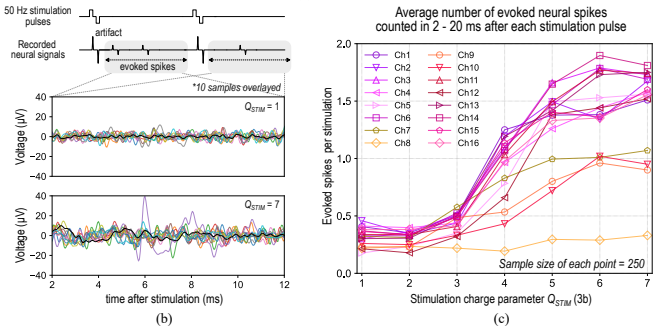 50 Hz stimulation
pulses
artifact
Recorded
neural signals
evoked spikes
*10 samples overlayed
40
20
0
−20
−40
Voltage (μV)
Q_STIM = 1
40
20
0
−20
−40
Voltage (μV)
Q_STIM = 7
2 4 6 8 10 12
time after stimulation (ms)
(b)
Average number of evoked neural spikes
counted in 2 - 20 ms after each stimulation pulse
2.0
1.5
1.0
0.5
0.0
Evoked spikes per stimulation
Ch1 Ch9
Ch2 Ch10
Ch3 Ch11
Ch4 Ch12
Ch5 Ch13
Ch6 Ch14
Ch7 Ch15
Ch8 Ch16
Sample size of each point = 250
1 2 3 4 5 6 7
Stimulation charge parameter Q_STIM (3b)
(c)